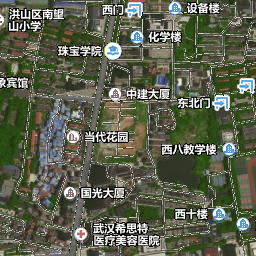 西门
设备楼
洪山区南望
山小学
化学楼
珠宝学院
象宾馆
中建大厦
东北门
当代花园
西八教学楼
国光大厦
西十楼
武汉希思特
医疗美容医院